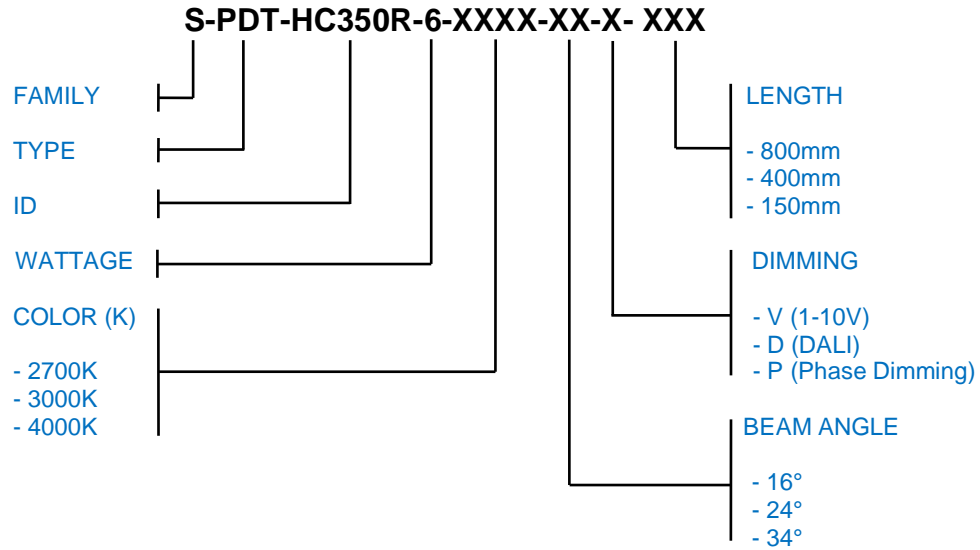 S-PDT-HC350R-6-XXXX-XX-X- XXX
FAMILY
TYPE
ID
WATTAGE
COLOR (K)
- 2700K
- 3000K
- 4000K
LENGTH
- 800mm
- 400mm
- 150mm
DIMMING
- V (1-10V)
- D (DALI)
- P (Phase Dimming)
BEAM ANGLE
- 16°
- 24°
- 34°